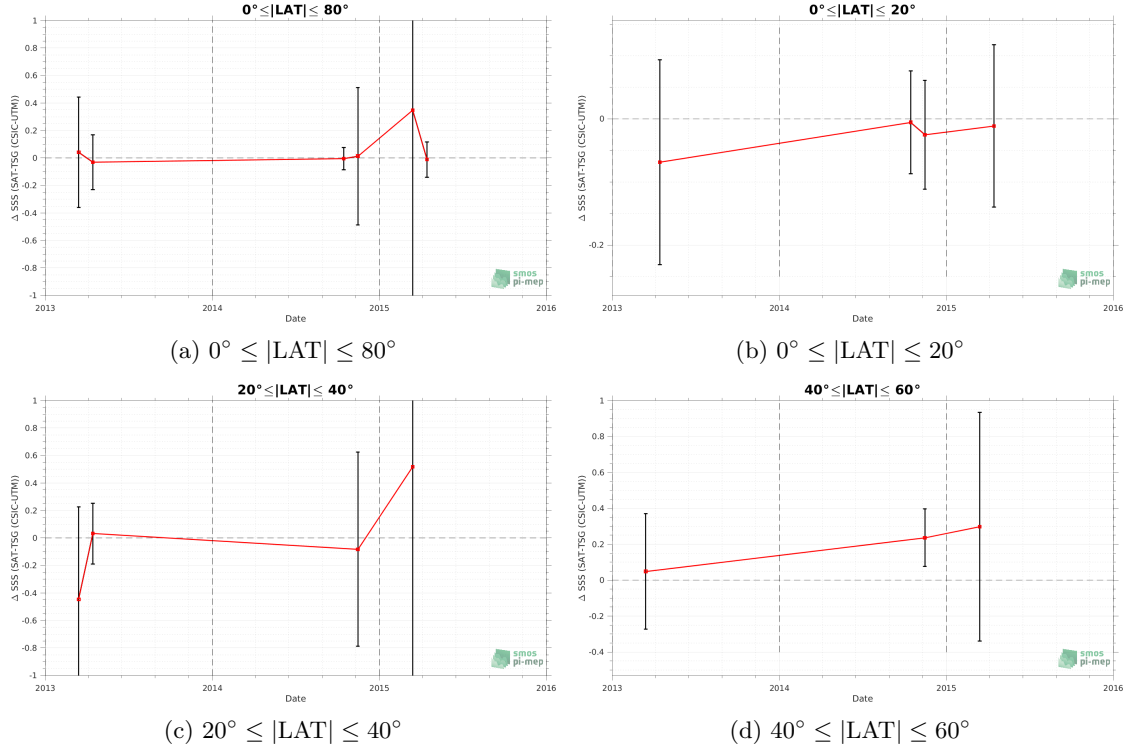 0°≤|LAT|≤ 80°
Δ SSS (SAT-TSG (CSIC-UTM))
1
0.8
0.6
0.4
0.2
0
-0.2
-0.4
-0.6
-0.8
-1
2013
2014
2015
2016
Date
smos
pi-mep
(a) 0° ≤ |LAT| ≤ 80°
0°≤|LAT|≤ 20°
Δ SSS (SAT-TSG (CSIC-UTM))
0
-0.2
2013
2014
2015
2016
Date
smos
pi-mep
(b) 0° ≤ |LAT| ≤ 20°
20°≤|LAT|≤ 40°
Δ SSS (SAT-TSG (CSIC-UTM))
1
0.8
0.6
0.4
0.2
0
-0.2
-0.4
-0.6
-0.8
-1
2013
2014
2015
2016
Date
smos
pi-mep
(c) 20° ≤ |LAT| ≤ 40°
40°≤|LAT|≤ 60°
Δ SSS (SAT-TSG (CSIC-UTM))
1
0.8
0.6
0.4
0.2
0
-0.2
-0.4
2013
2014
2015
2016
Date
smos
pi-mep
(d) 40° ≤ |LAT| ≤ 60°